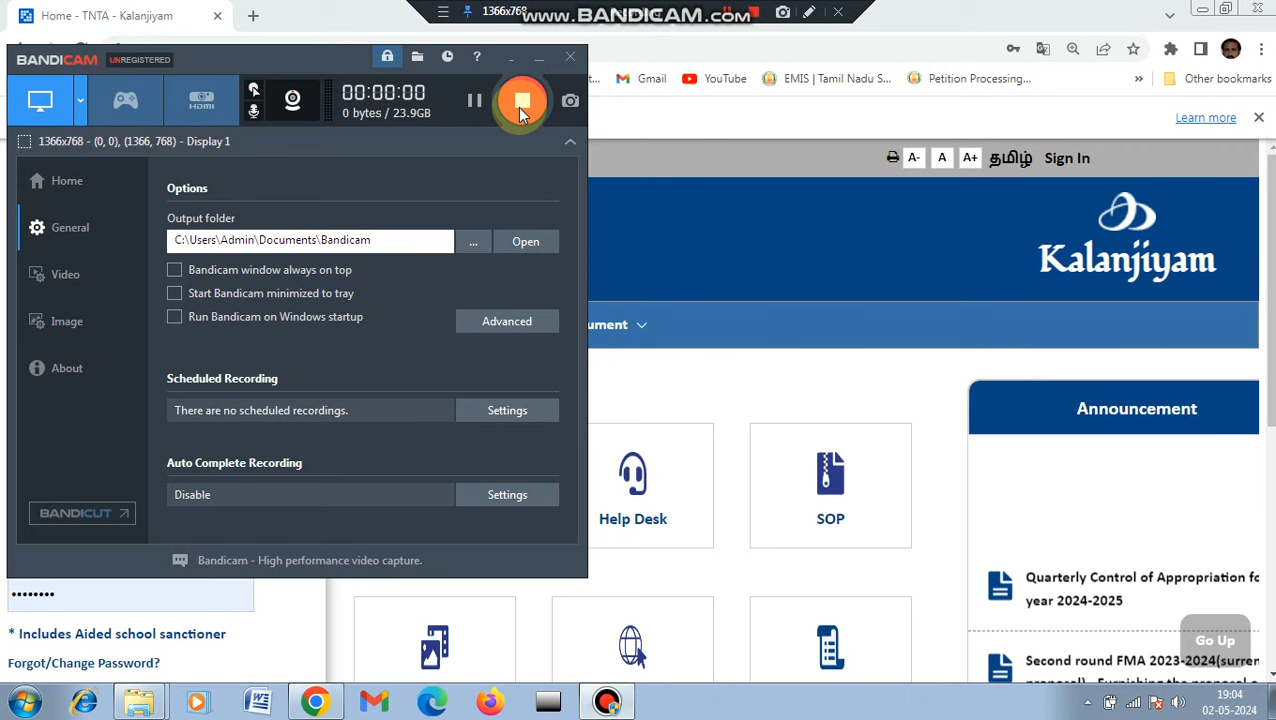 Home - TNTA - Kalanjiyam
1366x768
www.BANDICAM.com
BANDICAM UNREGISTERED
Gmail
YouTube
EMIS | Tamil Nadu S...
Petition Processing...
»
Other bookmarks
HDMI
00:00:00
0 bytes / 23.9GB
Learn more
1366x768 - (0, 0), (1366, 768) - Display 1
A-
A
A+
தமிழ்
Sign In
Home
General
Video
Image
About
BANDICUT
Options
Output folder
C:\Users\Admin\Documents\Bandicam
...
Open
Bandicam window always on top
Start Bandicam minimized to tray
Run Bandicam on Windows startup
Advanced
Scheduled Recording
There are no scheduled recordings.
Settings
Auto Complete Recording
Disable
Settings
Bandicam - High performance video capture.
Kalanjiyam
ument
Announcement
Help Desk
SOP
Quarterly Control of Appropriation fo
year 2024-2025
Second round FMA 2023-2024(surren
Go Up
••••••••
* Includes Aided school sanctioner
Forgot/Change Password?
19:04
02-05-2024